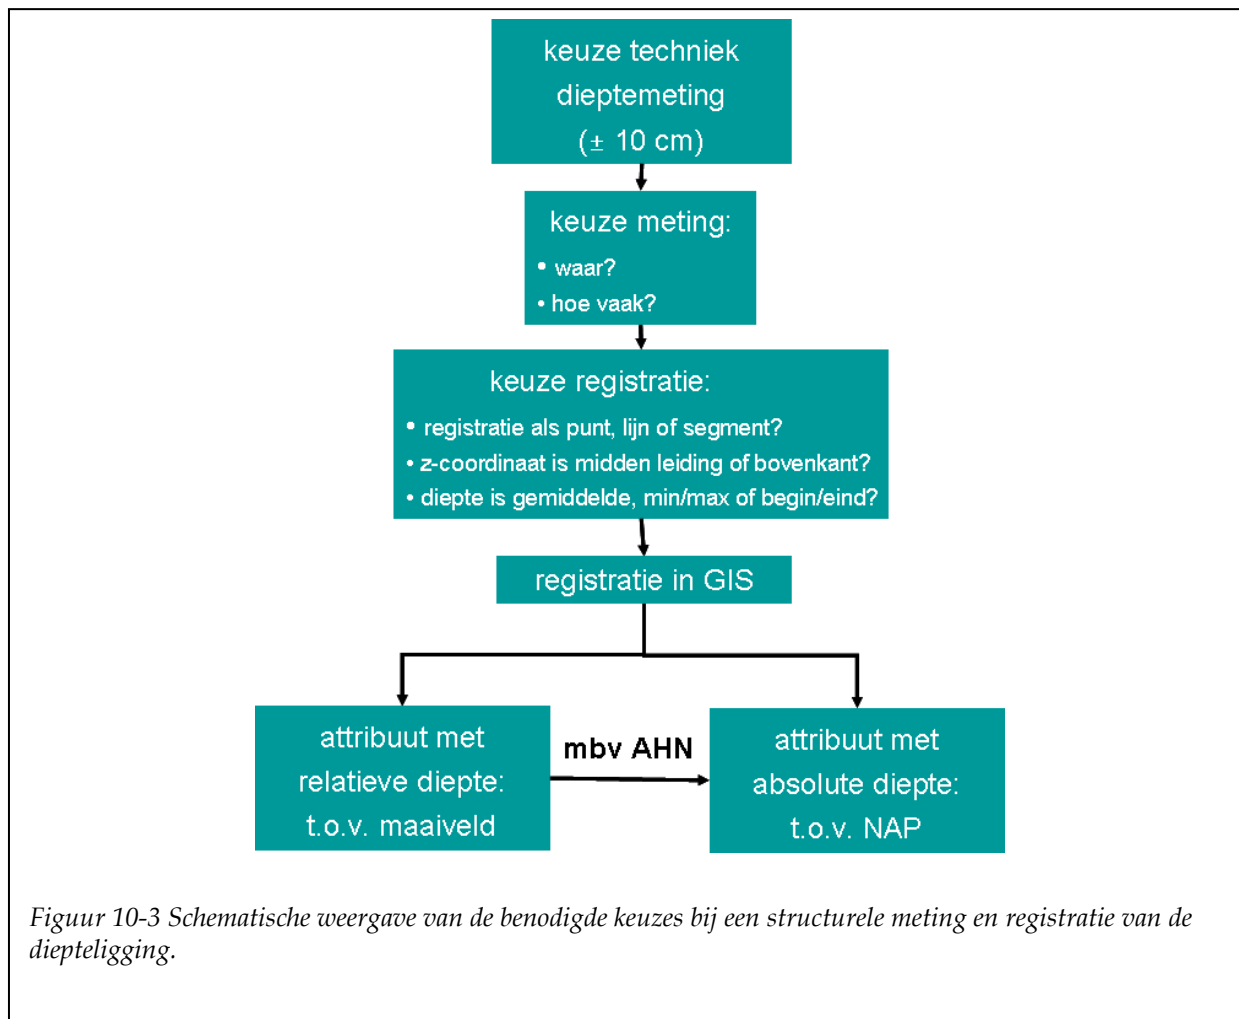 keuze techniek
dieptemeting
(± 10 cm)
keuze meting:
• waar?
• hoe vaak?
keuze registratie:
• registratie als punt, lijn of segment?
• z-coordinaat is midden leiding of bovenkant?
• diepte is gemiddelde, min/max of begin/eind?
registratie in GIS
attribuut met
relatieve diepte:
t.o.v. maaiveld
mbv AHN
attribuut met
absolute diepte:
t.o.v. NAP
Figuur 10-3 Schematische weergave van de benodigde keuzes bij een structurele meting en registratie van de
diepteligging.